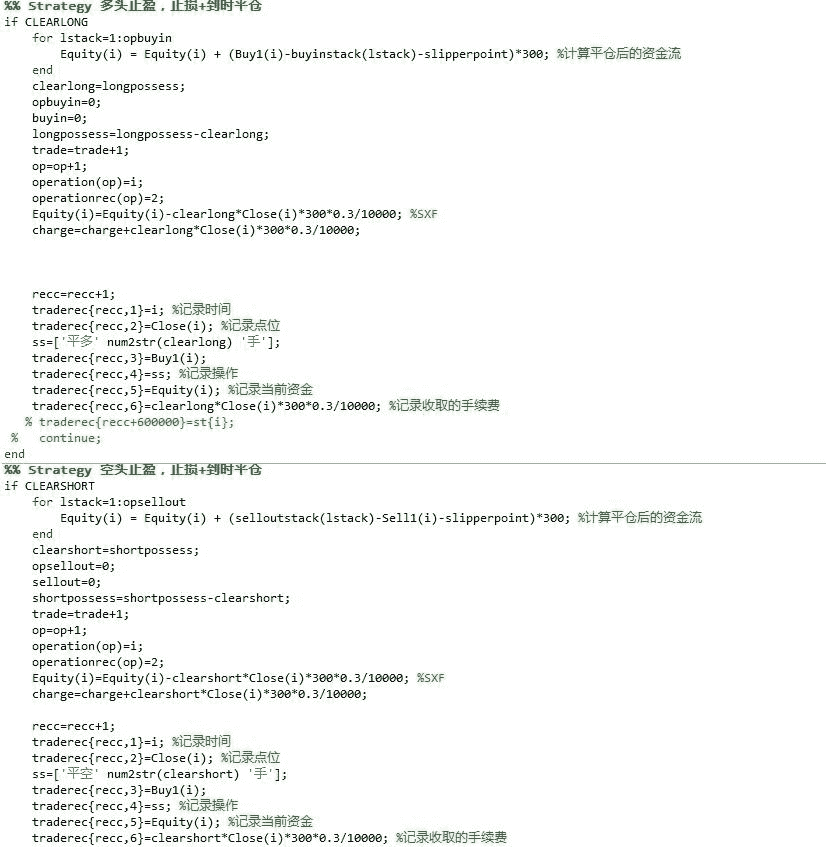 %% Strategy 多头止盈，止损+到时平仓
if CLEARLONG
for lstack=1:opbuyin
Equity(i) = Equity(i) + (Buy1(i)-buyinstack(lstack)-slipperpoint)*300; %计算平仓后的资金流
end
clearlong=longpossess;
opbuyin=0;
buyin=0;
longpossess=longpossess-clearlong;
trade=trade+1;
op=op+1;
operation(op)=i;
operationrec(op)=2;
Equity(i)=Equity(i)-clearlong*Close(i)*300*0.3/10000; %SXF
charge=charge+clearlong*Close(i)*300*0.3/10000;
recc=recc+1;
traderec{recc,1}=i; %记录时间
traderec{recc,2}=Close(i); %记录点位
ss=['平多' num2str(clearlong) '手'];
traderec{recc,3}=Buy1(i);
traderec{recc,4}=ss; %记录操作
traderec{recc,5}=Equity(i); %记录当前资金
traderec{recc,6}=clearlong*Close(i)*300*0.3/10000; %记录收取的手续费
% traderec{recc+600000}=st{i};
% continue;
end
%% Strategy 空头止盈，止损+到时平仓
if CLEARSHORT
for lstack=1:opsellout
Equity(i) = Equity(i) + (selloutstack(lstack)-Sell1(i)-slipperpoint)*300; %计算平仓后的资金流
end
clearshort=shortpossess;
opsellout=0;
sellout=0;
shortpossess=shortpossess-clearshort;
trade=trade+1;
op=op+1;
operation(op)=i;
operationrec(op)=2;
Equity(i)=Equity(i)-clearshort*Close(i)*300*0.3/10000; %SXF
charge=charge+clearshort*Close(i)*300*0.3/10000;
recc=recc+1;
traderec{recc,1}=i; %记录时间
traderec{recc,2}=Close(i); %记录点位
ss=['平空' num2str(clearshort) '手'];
traderec{recc,3}=Buy1(i);
traderec{recc,4}=ss; %记录操作
traderec{recc,5}=Equity(i); %记录当前资金
traderec{recc,6}=clearshort*Close(i)*300*0.3/10000; %记录收取的手续费